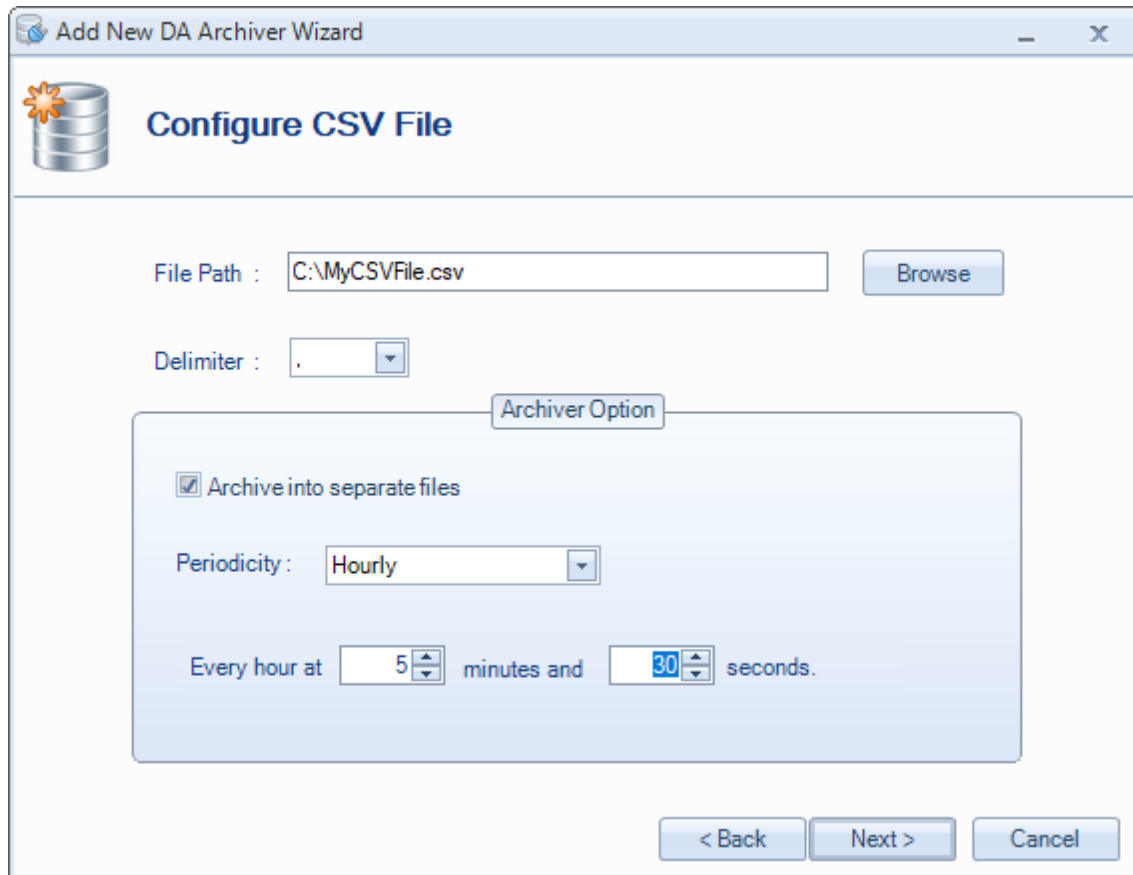 Add New DA Archiver Wizard
Configure CSV File
File Path : C:\MyCSVFile.csv Browse
Delimiter : ,
Archiver Option
Archive into separate files
Periodicity : Hourly
Every hour at 5 minutes and 30 seconds.
< Back Next > Cancel